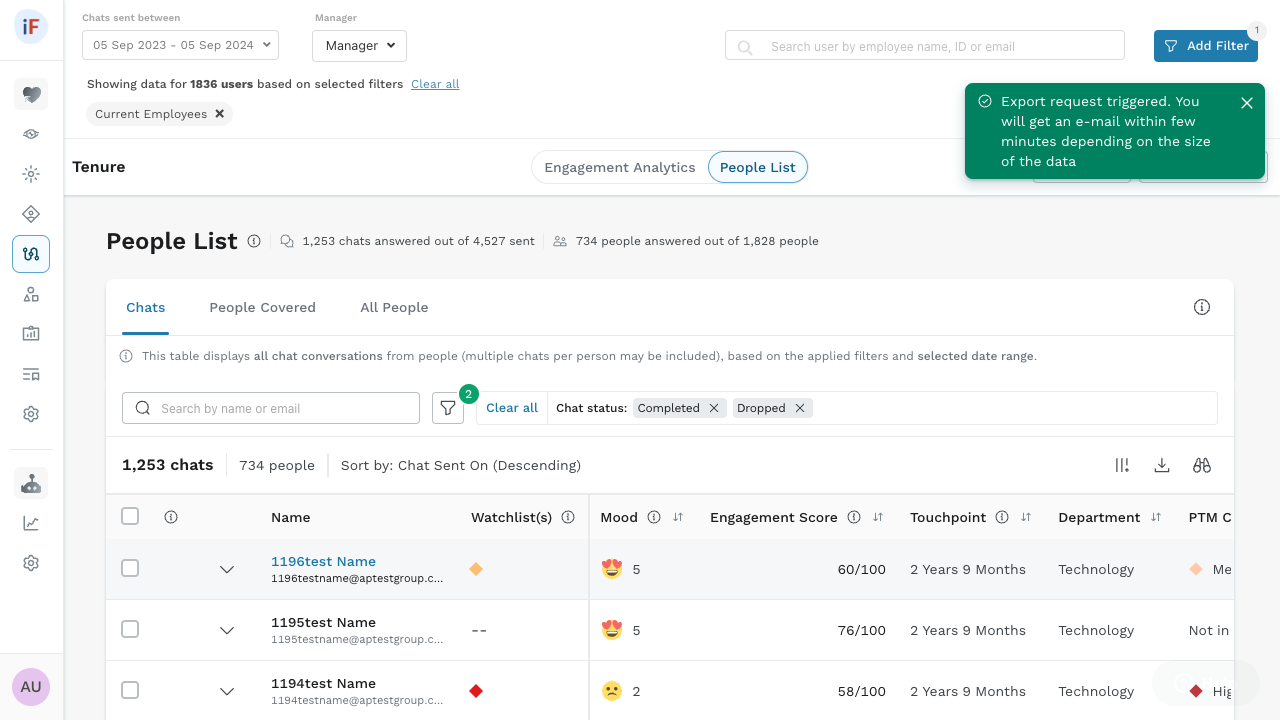 iF
Chats sent between
05 Sep 2023 - 05 Sep 2024
Manager
Manager
Search user by employee name, ID or email
Add Filter
1
Showing data for 1836 users based on selected filters Clear all
Current Employees
Export request triggered. You
will get an e-mail within few
minutes depending on the size
of the data
Tenure
Engagement Analytics
People List
People List
1,253 chats answered out of 4,527 sent
734 people answered out of 1,828 people
Chats
People Covered
All People
This table displays all chat conversations from people (multiple chats per person may be included), based on the applied filters and selected date range.
Search by name or email
2
Clear all
Chat status:
Completed
Dropped
1,253 chats
734 people
Sort by: Chat Sent On (Descending)
Name
Watchlist(s)
Mood
Engagement Score
Touchpoint
Department
PTM C
1196test Name
1196testname@aptestgroup.c...
5
60/100
2 Years 9 Months
Technology
Me
1195test Name
1195testname@aptestgroup.c...
--
5
76/100
2 Years 9 Months
Technology
Not in
1194test Name
1194testname@aptestgroup.c...
2
58/100
2 Years 9 Months
Technology
Hig
AU